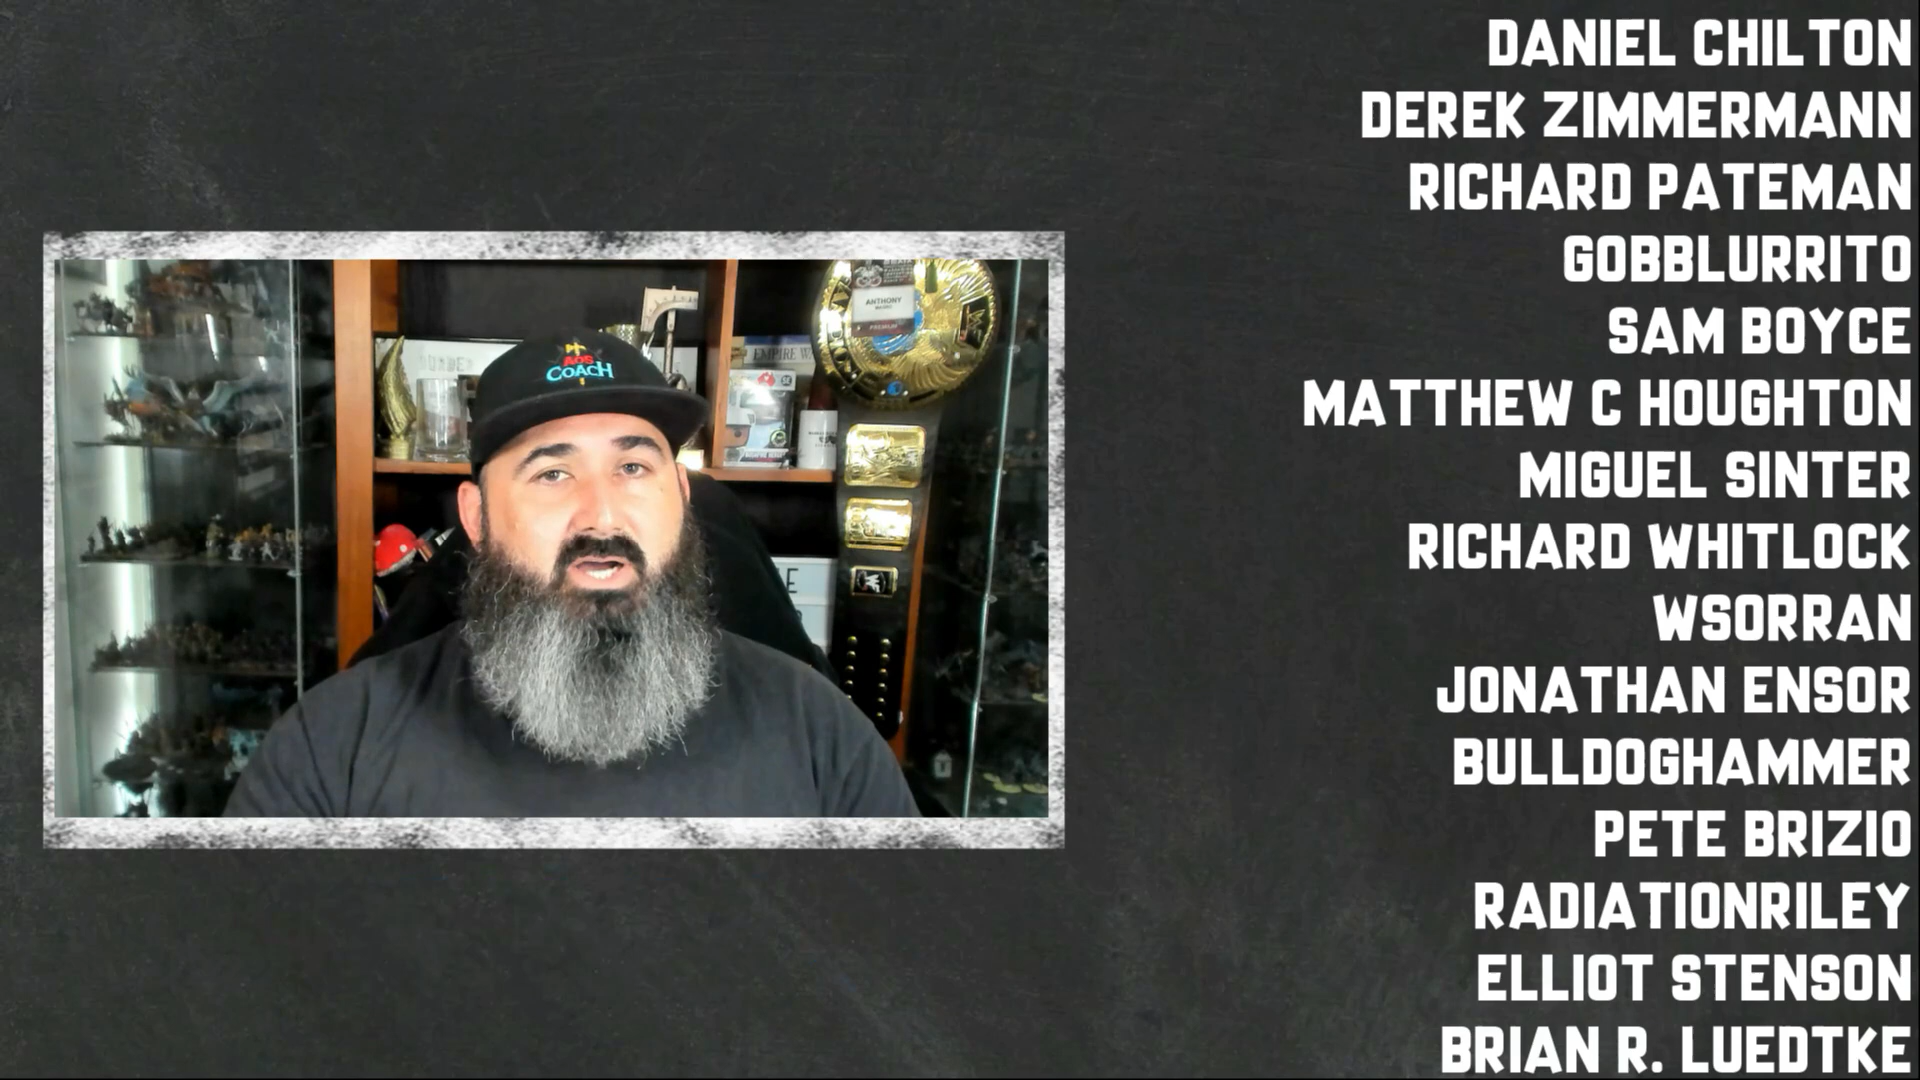 DANIEL CHILTON
DEREK ZIMMERMANN
RICHARD PATEMAN
GOBBLURRITO
SAM BOYCE
MATTHEW C HOUGHTON
MIGUEL SINTER
RICHARD WHITLOCK
WSORRAN
JONATHAN ENSOR
BULLDOGHAMMER
PETE BRIZIO
RADIATIONRILEY
ELLIOT STENSON
BRIAN R. LUEDTKE
AOS
COACH
ANTHONY
PREMIUM
EMPIRE